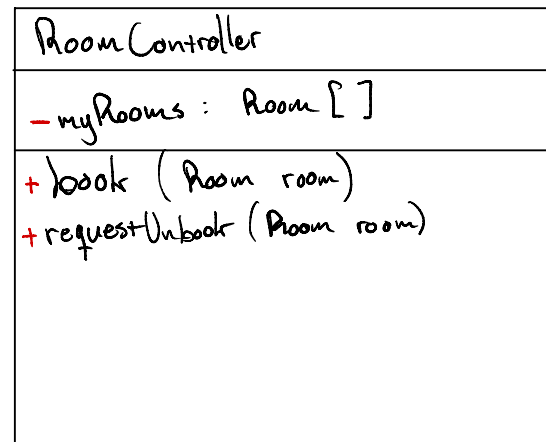 RoomController
- myRooms : Room [ ]
+ book (Room room)
+ requestUnbook (Room room)